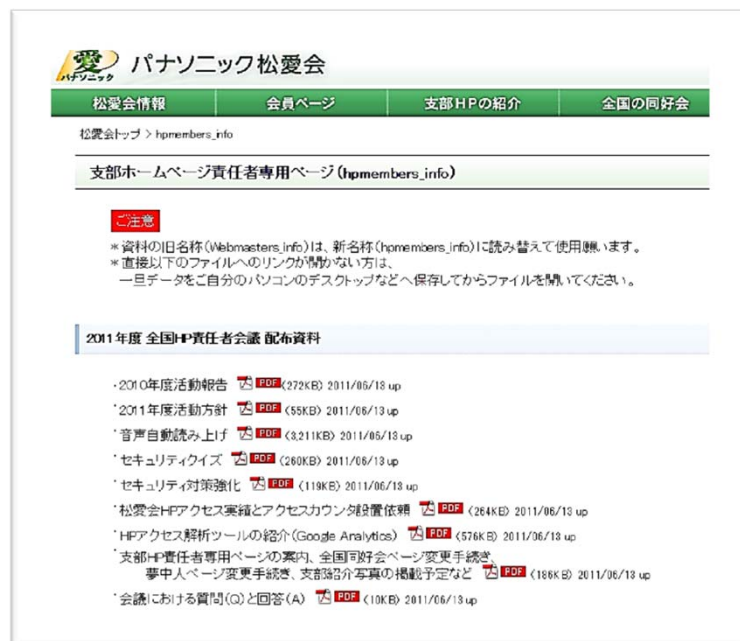 愛
パナソニック
パナソニック松愛会
松愛会情報 会員ページ 支部HPの紹介 全国の同好会
松愛会トップ > hpmembers_info
支部ホームページ責任者専用ページ(hpmembers_info)
ご注意
*資料の旧名称(Webmasters_info)は、新名称(hpmembers_info)に読み替えて使用願います。
*直接以下のファイルへのリンクが開かない方は、
一旦データをご自分のパソコンのデスクトップなどへ保存してからファイルを開いてください。
2011年度 全国HP責任者会議 配布資料
・2010年度活動報告 PDF (272KB) 2011/06/13 up
・2011年度活動方針 PDF (55KB) 2011/06/13 up
・音声自動読み上げ PDF (3,211KB) 2011/06/13 up
・セキュリティクイズ PDF (260KB) 2011/06/13 up
・セキュリティ対策強化 PDF (119KB) 2011/06/13 up
・松愛会HPアクセス実績とアクセスカウンタ設置依頼 PDF (264KB) 2011/06/13 up
・HPアクセス解析ツールの紹介(Google Analytics) PDF (576KB) 2011/06/13 up
・支部HP責任者専用ページの案内、全国同好会ページ変更手続き、
夢中人ページ変更手続き、支部紹介写真の掲載予定など PDF (186KB) 2011/06/13 up
・会議における質問(Q)と回答(A) PDF (10KB) 2011/06/13 up